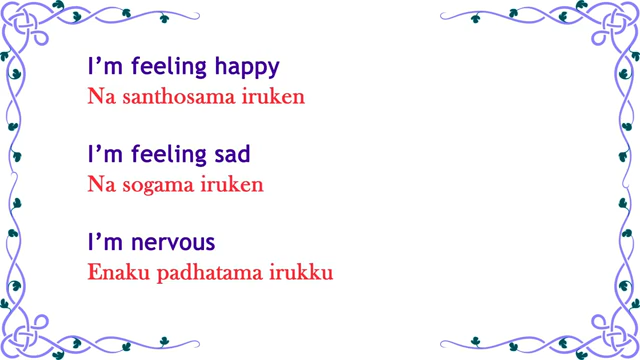 I'm feeling happy
Na santhosama iruken
I'm feeling sad
Na sogama iruken
I'm nervous
Enaku padhatama irukku